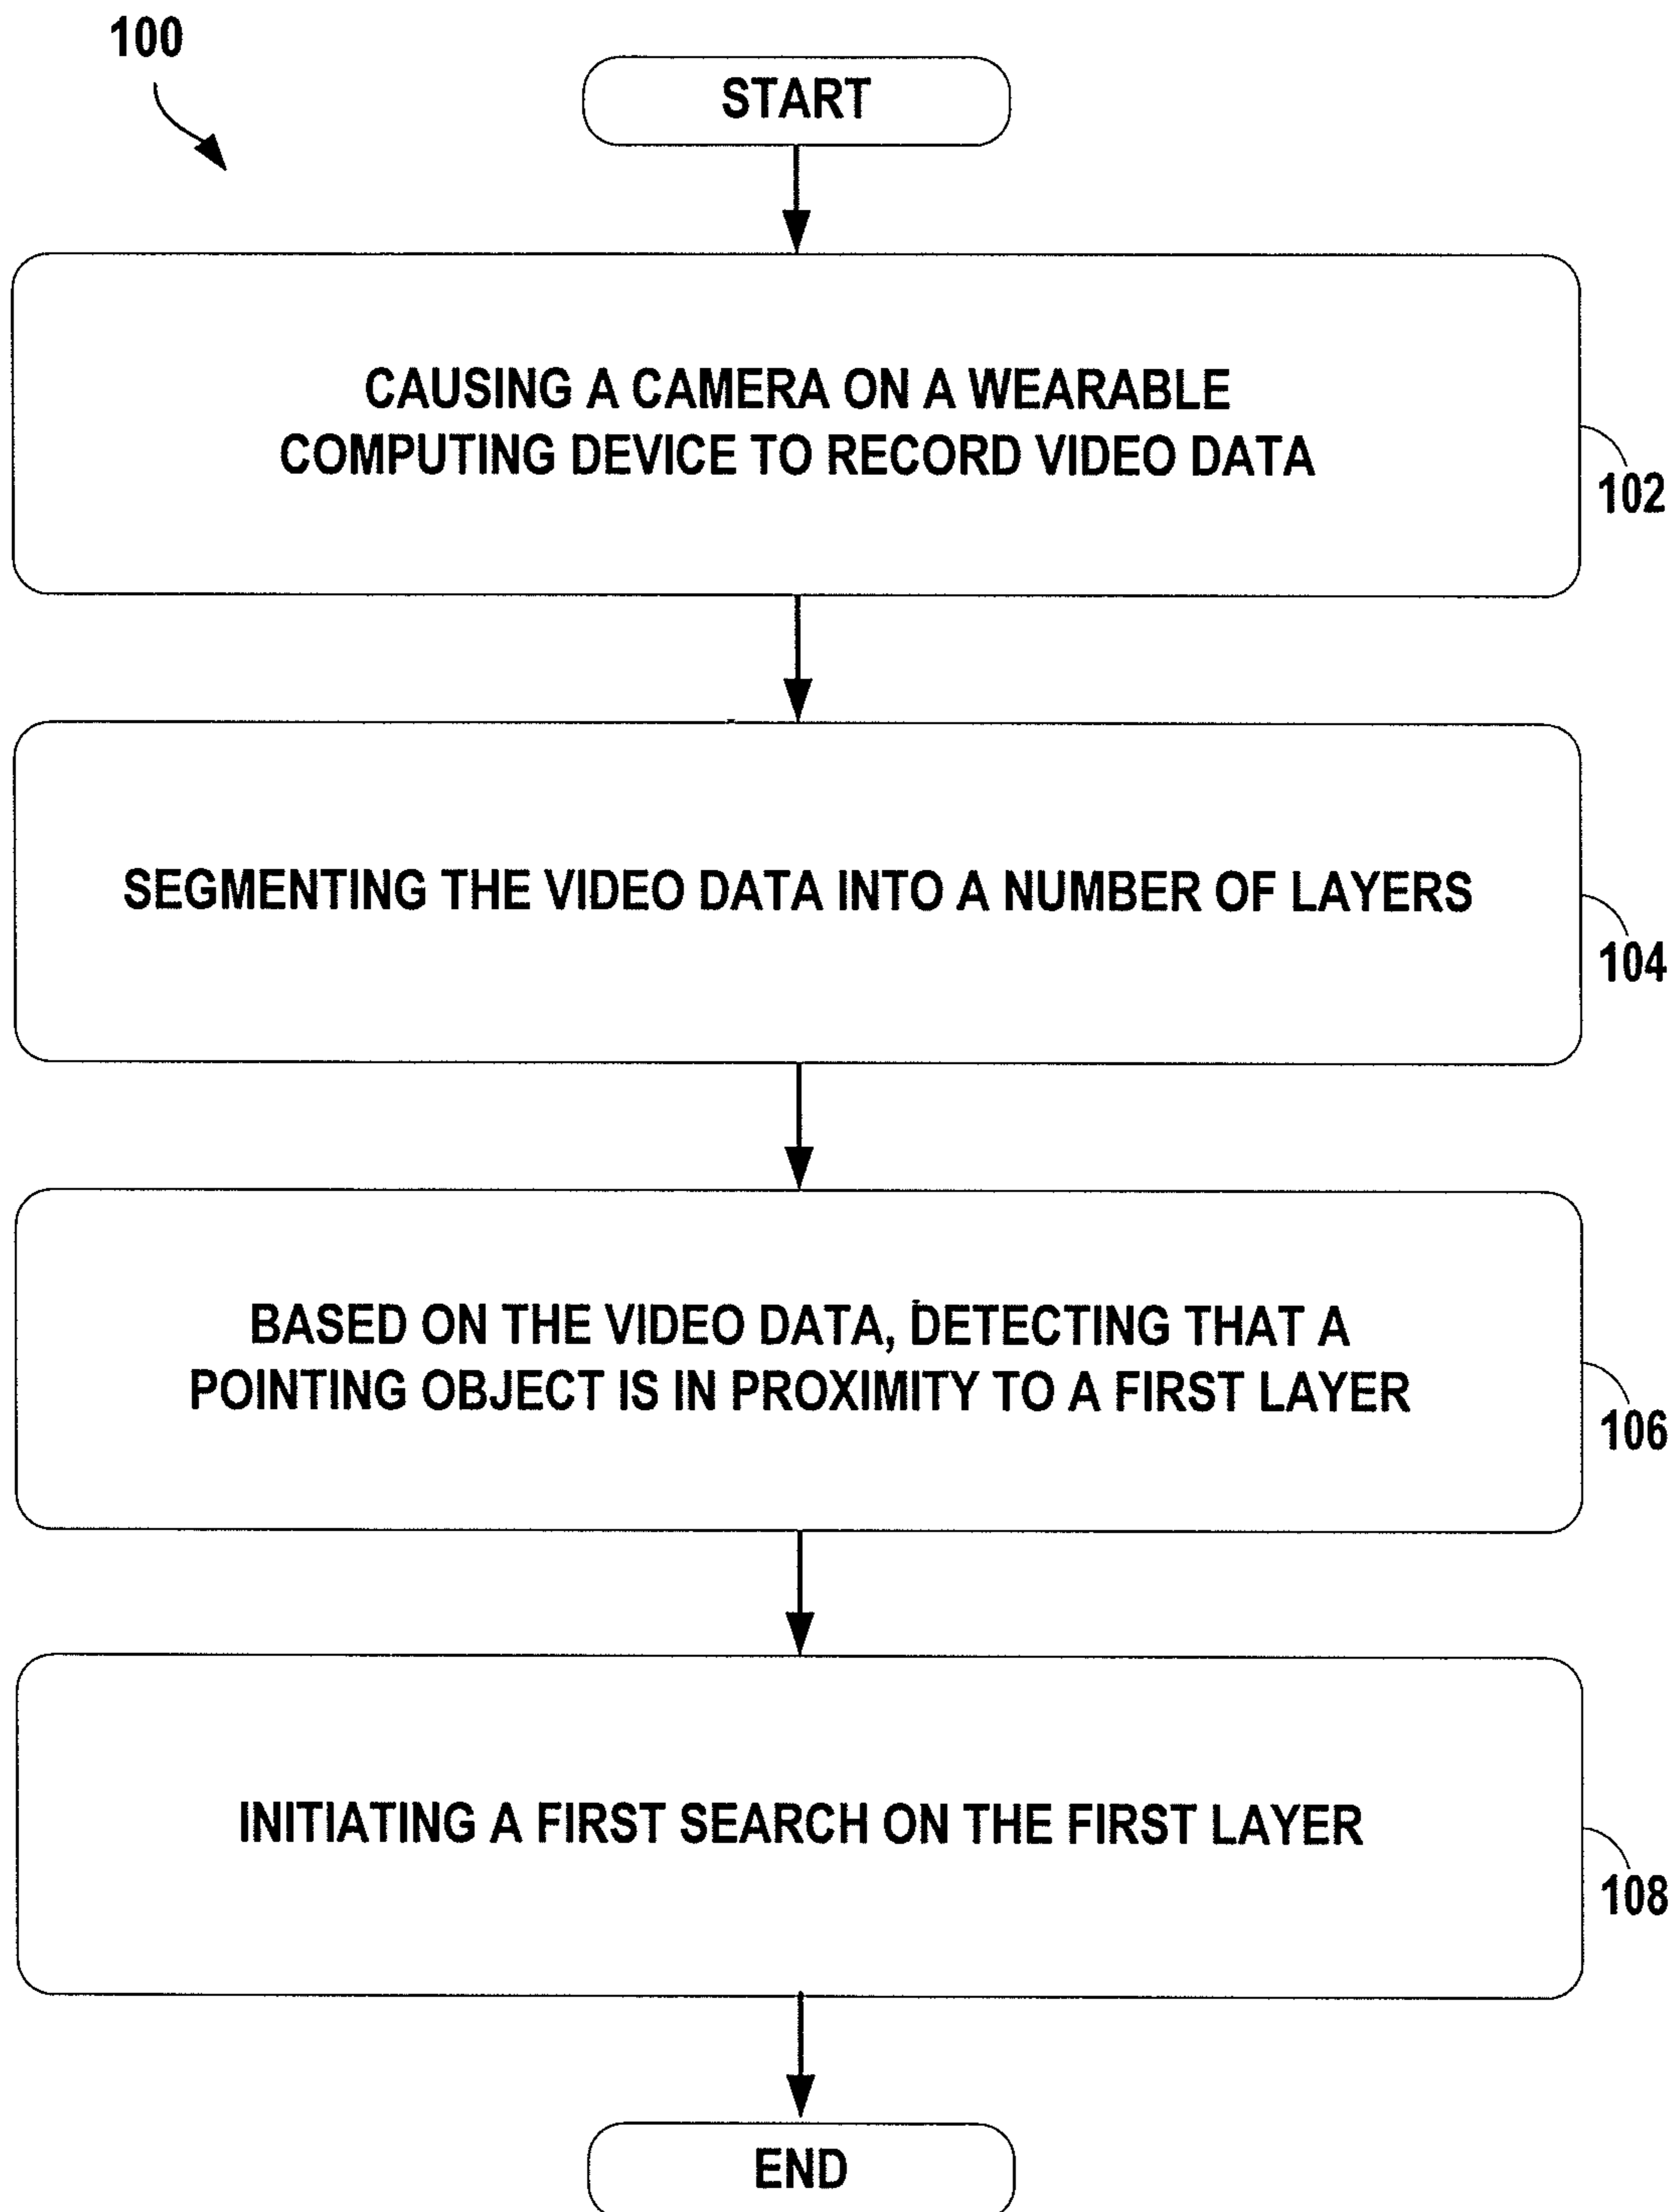 100
START
CAUSING A CAMERA ON A WEARABLE
COMPUTING DEVICE TO RECORD VIDEO DATA
102
SEGMENTING THE VIDEO DATA INTO A NUMBER OF LAYERS
104
BASED ON THE VIDEO DATA, DETECTING THAT A
POINTING OBJECT IS IN PROXIMITY TO A FIRST LAYER
106
INITIATING A FIRST SEARCH ON THE FIRST LAYER
108
END